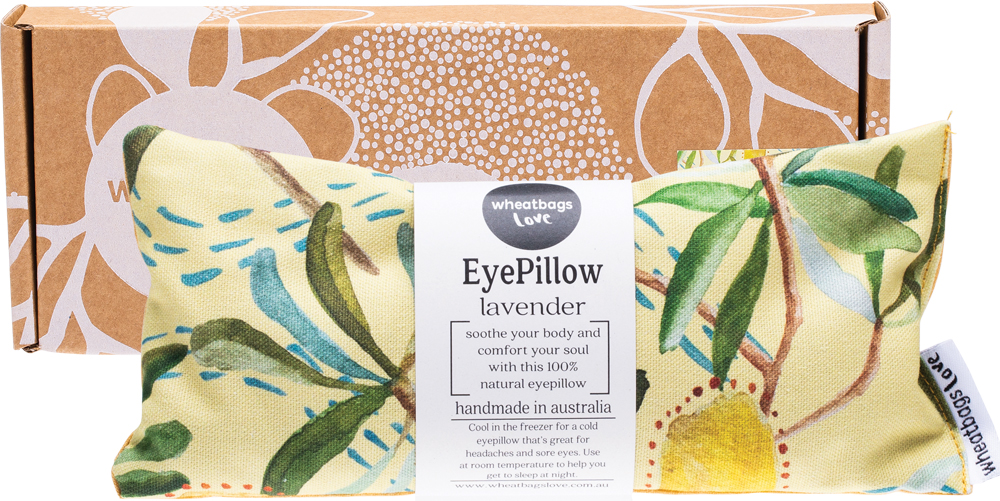 wheatbags
love
EyePillow
lavender
soothe your body and
comfort your soul
with this 100%
natural eyepillow
handmade in australia
Cool in the freezer for a cold
eyepillow that's great for
headaches and sore eyes. Use
at room temperature to help you
get to sleep at night.
www.wheatbagslove.com.au
wheatbags love